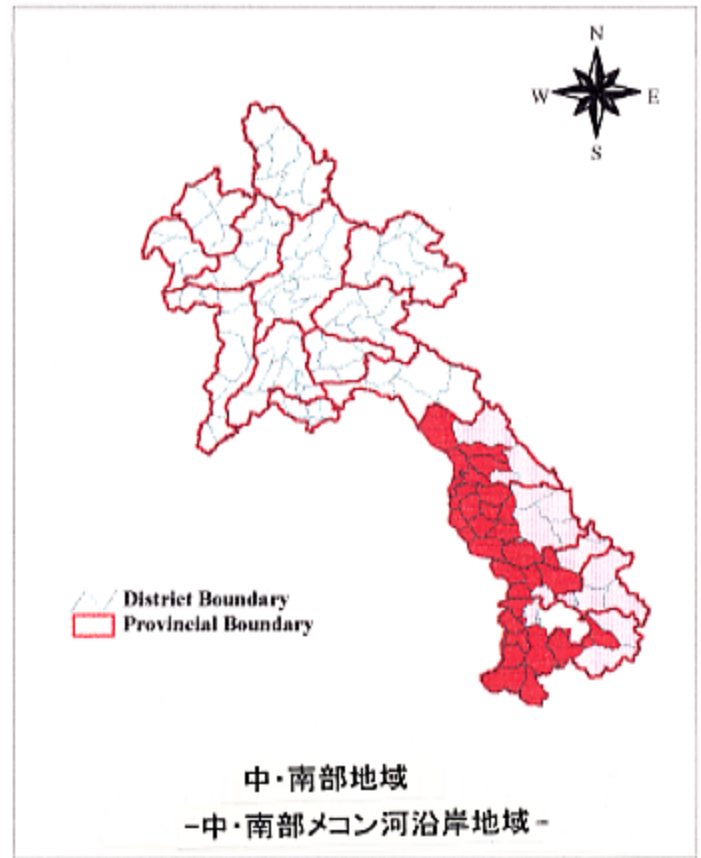 N
W E
S
District Boundary
Provincial Boundary
中・南部地域
-中・南部メコン河沿岸地域-